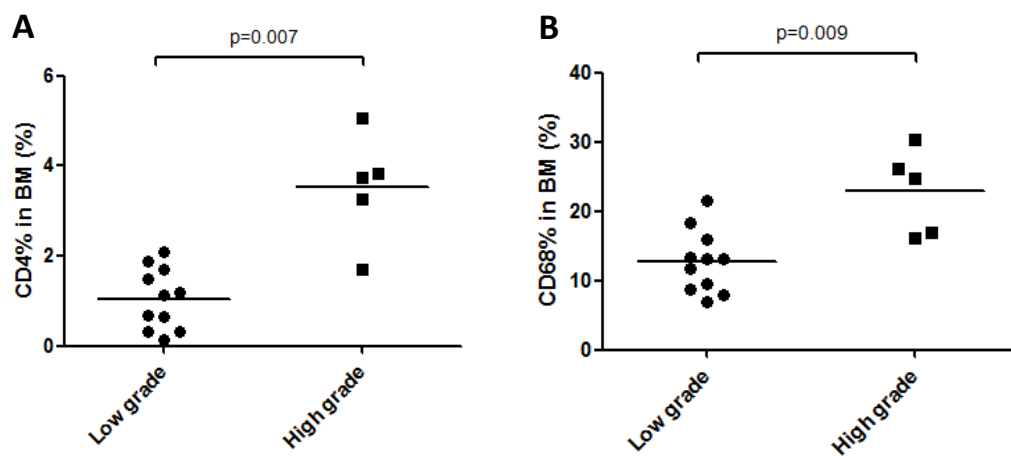 A
p=0.007
CD4% in BM (%)
6
4
2
0
Low grade
High grade
B
p=0.009
CD68% in BM (%)
40
30
20
10
0
Low grade
High grade